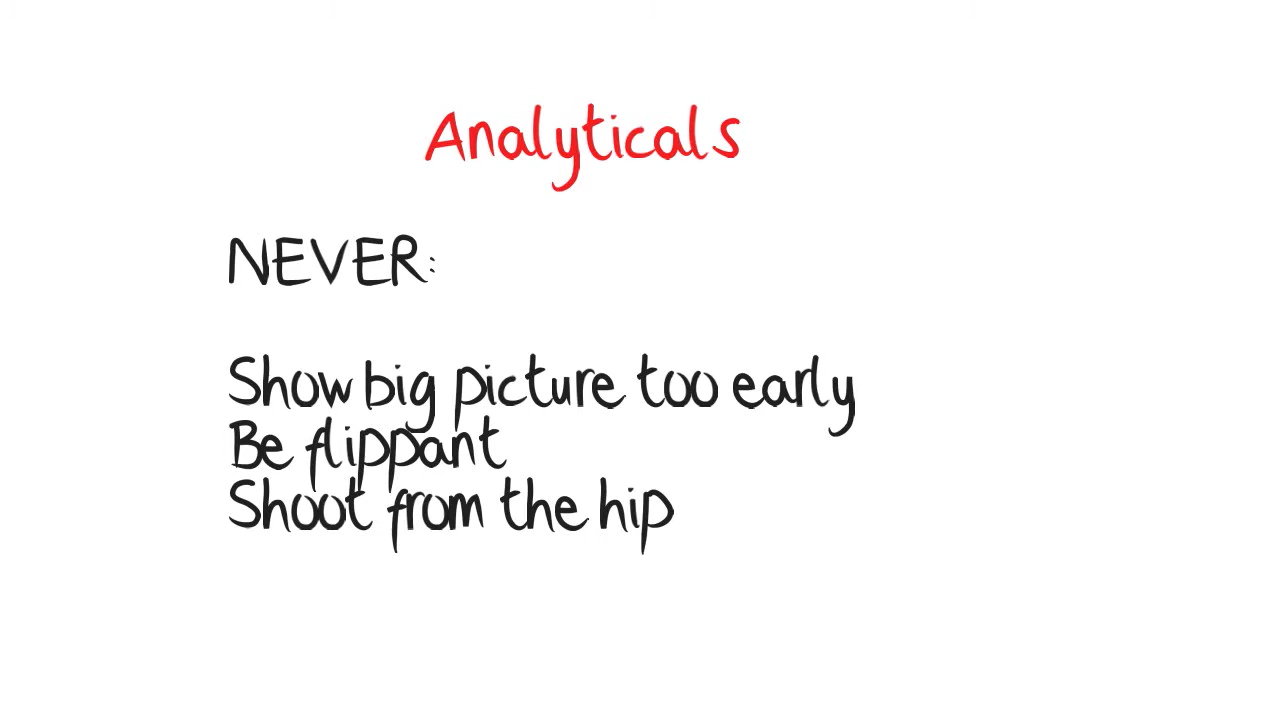 Analyticals
NEVER:
Show big picture too early
Be flippant
Shoot from the hip